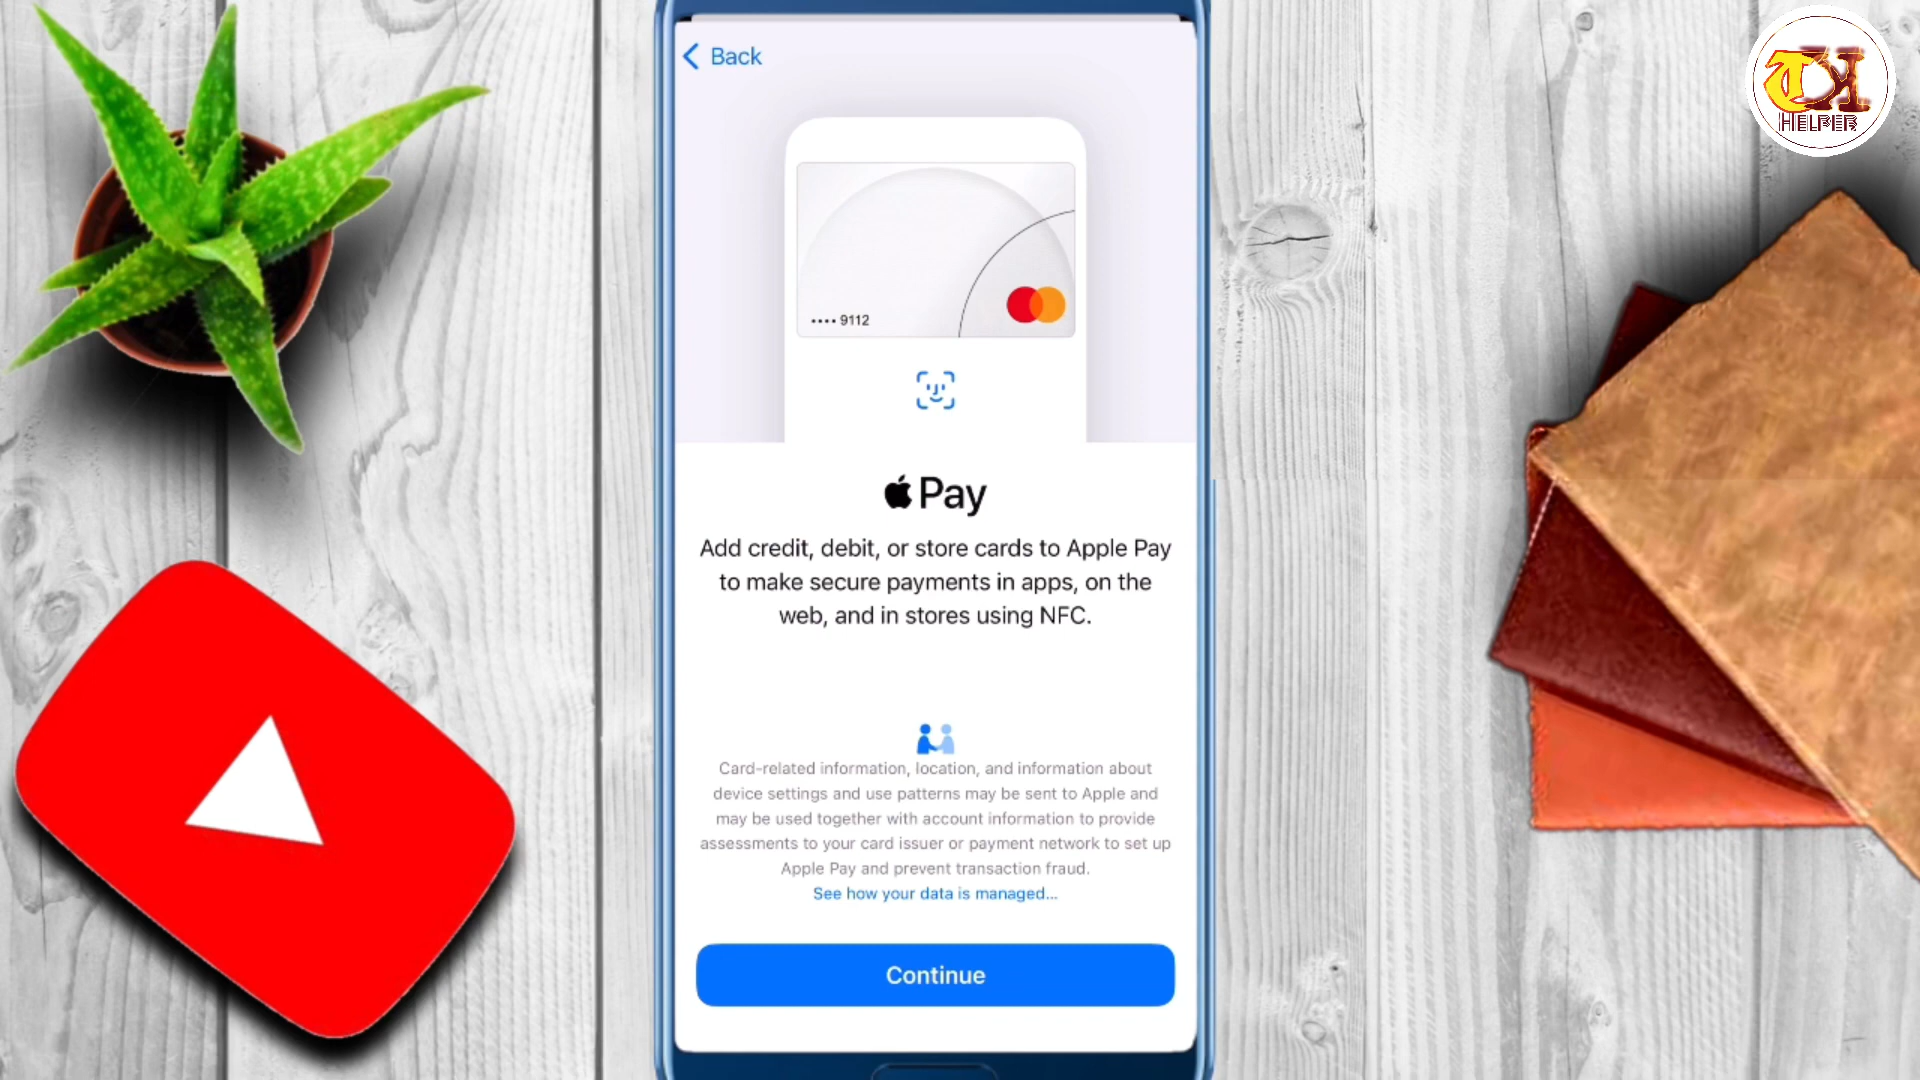 Back
TK
HELPER
•••• 9112
Pay
Add credit, debit, or store cards to Apple Pay
to make secure payments in apps, on the
web, and in stores using NFC.
Card-related information, location, and information about
device settings and use patterns may be sent to Apple and
may be used together with account information to provide
assessments to your card issuer or payment network to set up
Apple Pay and prevent transaction fraud.
See how your data is managed...
Continue